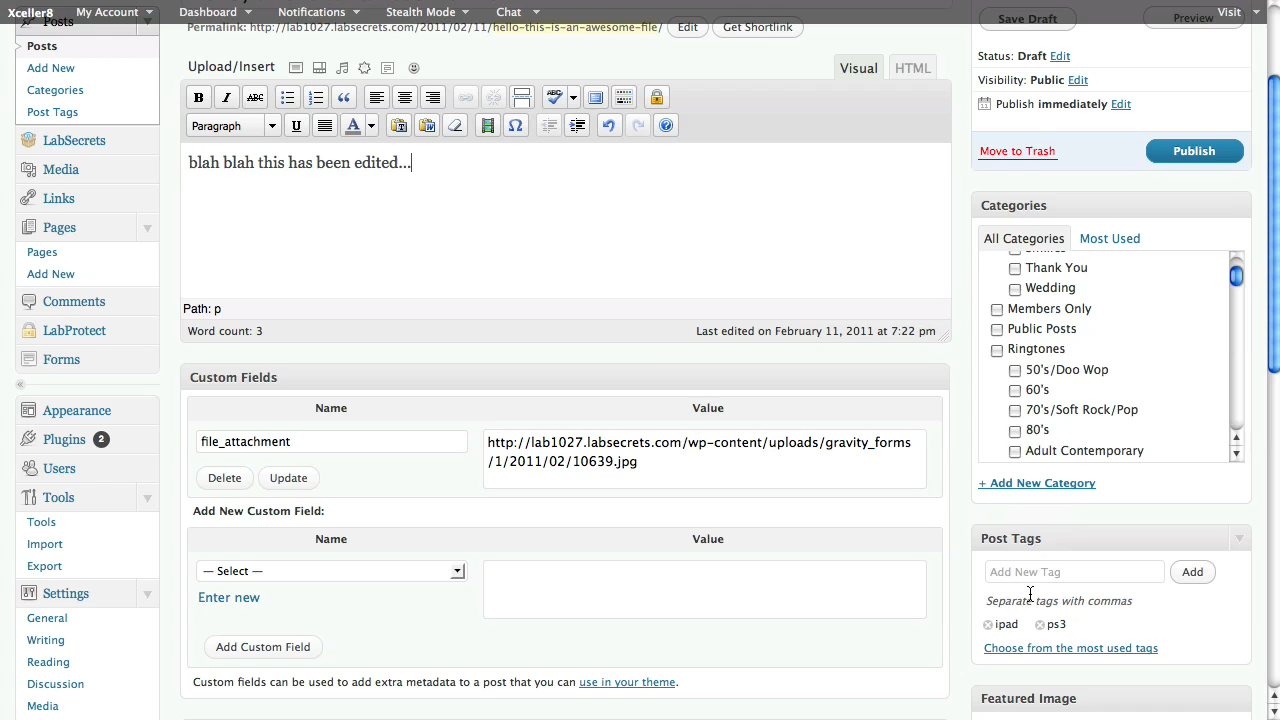 Xceller8 My Account Dashboard Notifications Stealth Mode Chat Visit
Posts
Posts
Add New
Categories
Post Tags
LabSecrets
Media
Links
Pages
Pages
Add New
Comments
LabProtect
Forms
Appearance
Plugins 2
Users
Tools
Tools
Import
Export
Settings
General
Writing
Reading
Discussion
Media
Permalink: http://lab1027.labsecrets.com/2011/02/11/hello-this-is-an-awesome-file/ Edit Get Shortlink
Upload/Insert Visual HTML
B I ABC ABC
Paragraph U A
blah blah this has been edited...
Path: p
Word count: 3 Last edited on February 11, 2011 at 7:22 pm
Custom Fields
Name Value
file_attachment
http://lab1027.labsecrets.com/wp-content/uploads/gravity_forms
/1/2011/02/10639.jpg
Delete Update
Add New Custom Field:
Name Value
— Select —
Enter new
Add Custom Field
Custom fields can be used to add extra metadata to a post that you can use in your theme.
Save Draft Preview
Status: Draft Edit
Visibility: Public Edit
Publish immediately Edit
Move to Trash Publish
Categories
All Categories Most Used
Thank You
Wedding
Members Only
Public Posts
Ringtones
50's/Doo Wop
60's
70's/Soft Rock/Pop
80's
Adult Contemporary
+ Add New Category
Post Tags
Add New Tag Add
Separate tags with commas
ipad ps3
Choose from the most used tags
Featured Image